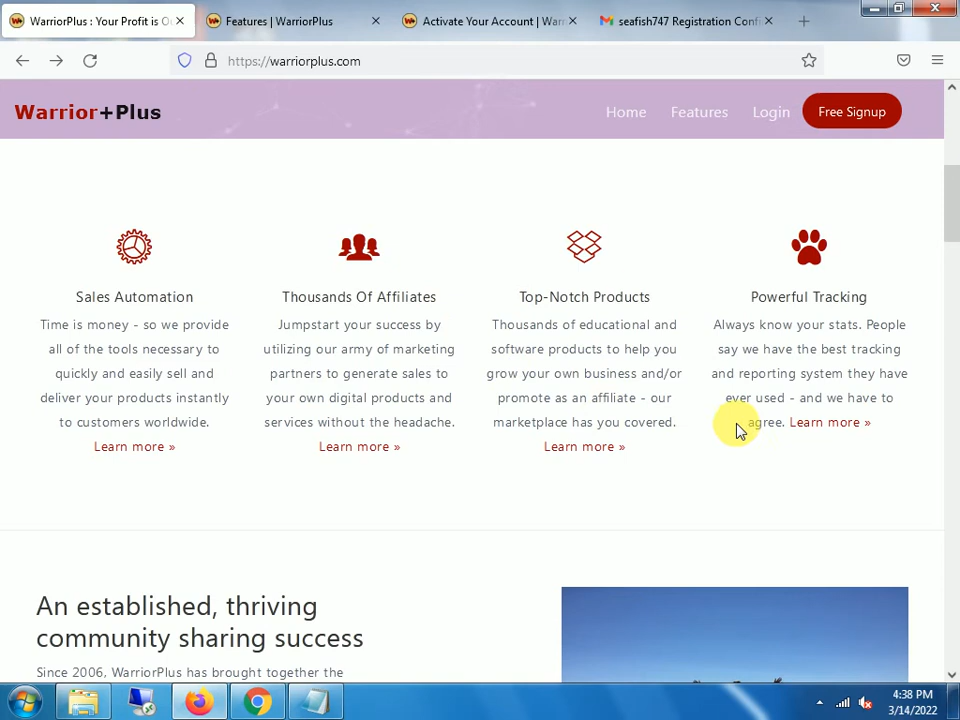 WarriorPlus : Your Profit is O
Features | WarriorPlus
Activate Your Account | War
seafish747 Registration Conf
https://warriorplus.com
Warrior+Plus
Home
Features
Login
Free Signup
Sales Automation
Time is money - so we provide
all of the tools necessary to
quickly and easily sell and
deliver your products instantly
to customers worldwide.
Learn more »
Thousands Of Affiliates
Jumpstart your success by
utilizing our army of marketing
partners to generate sales to
your own digital products and
services without the headache.
Learn more »
Top-Notch Products
Thousands of educational and
software products to help you
grow your own business and/or
promote as an affiliate - our
marketplace has you covered.
Learn more »
Powerful Tracking
Always know your stats. People
say we have the best tracking
and reporting system they have
ever used - and we have to
agree. Learn more »
An established, thriving
community sharing success
Since 2006, WarriorPlus has brought together the
4:38 PM
3/14/2022